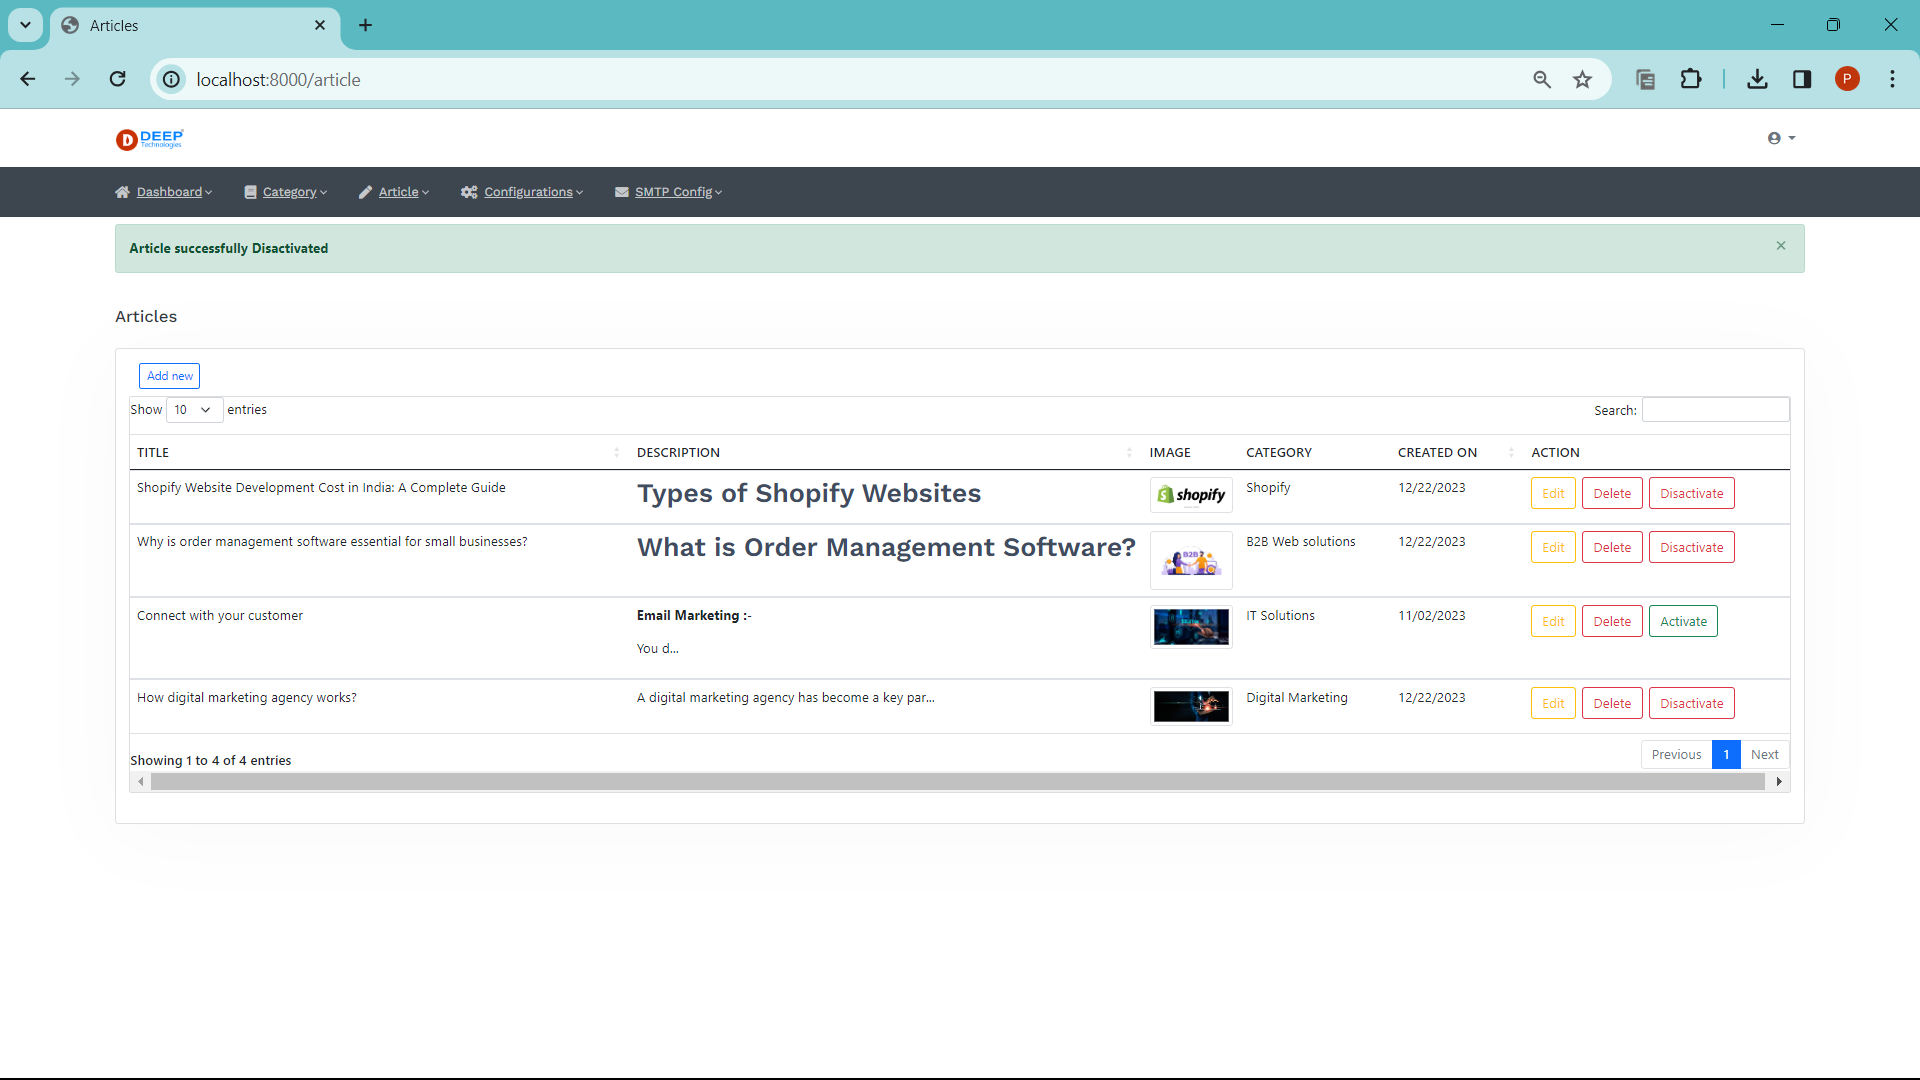 Articles
localhost:8000/article
P
D DEEP
Technologies
Dashboard Category Article Configurations SMTP Config
Article successfully Disactivated
Articles
Add new
Show 10 entries Search:
TITLE DESCRIPTION IMAGE CATEGORY CREATED ON ACTION
Shopify Website Development Cost in India: A Complete Guide Types of Shopify Websites shopify Shopify 12/22/2023 Edit Delete Disactivate
Why is order management software essential for small businesses? What is Order Management Software? B2B B2B Web solutions 12/22/2023 Edit Delete Disactivate
Connect with your customer Email Marketing :- IT Solutions 11/02/2023 Edit Delete Activate
You d...
How digital marketing agency works? A digital marketing agency has become a key par... Digital Marketing 12/22/2023 Edit Delete Disactivate
Showing 1 to 4 of 4 entries Previous 1 Next